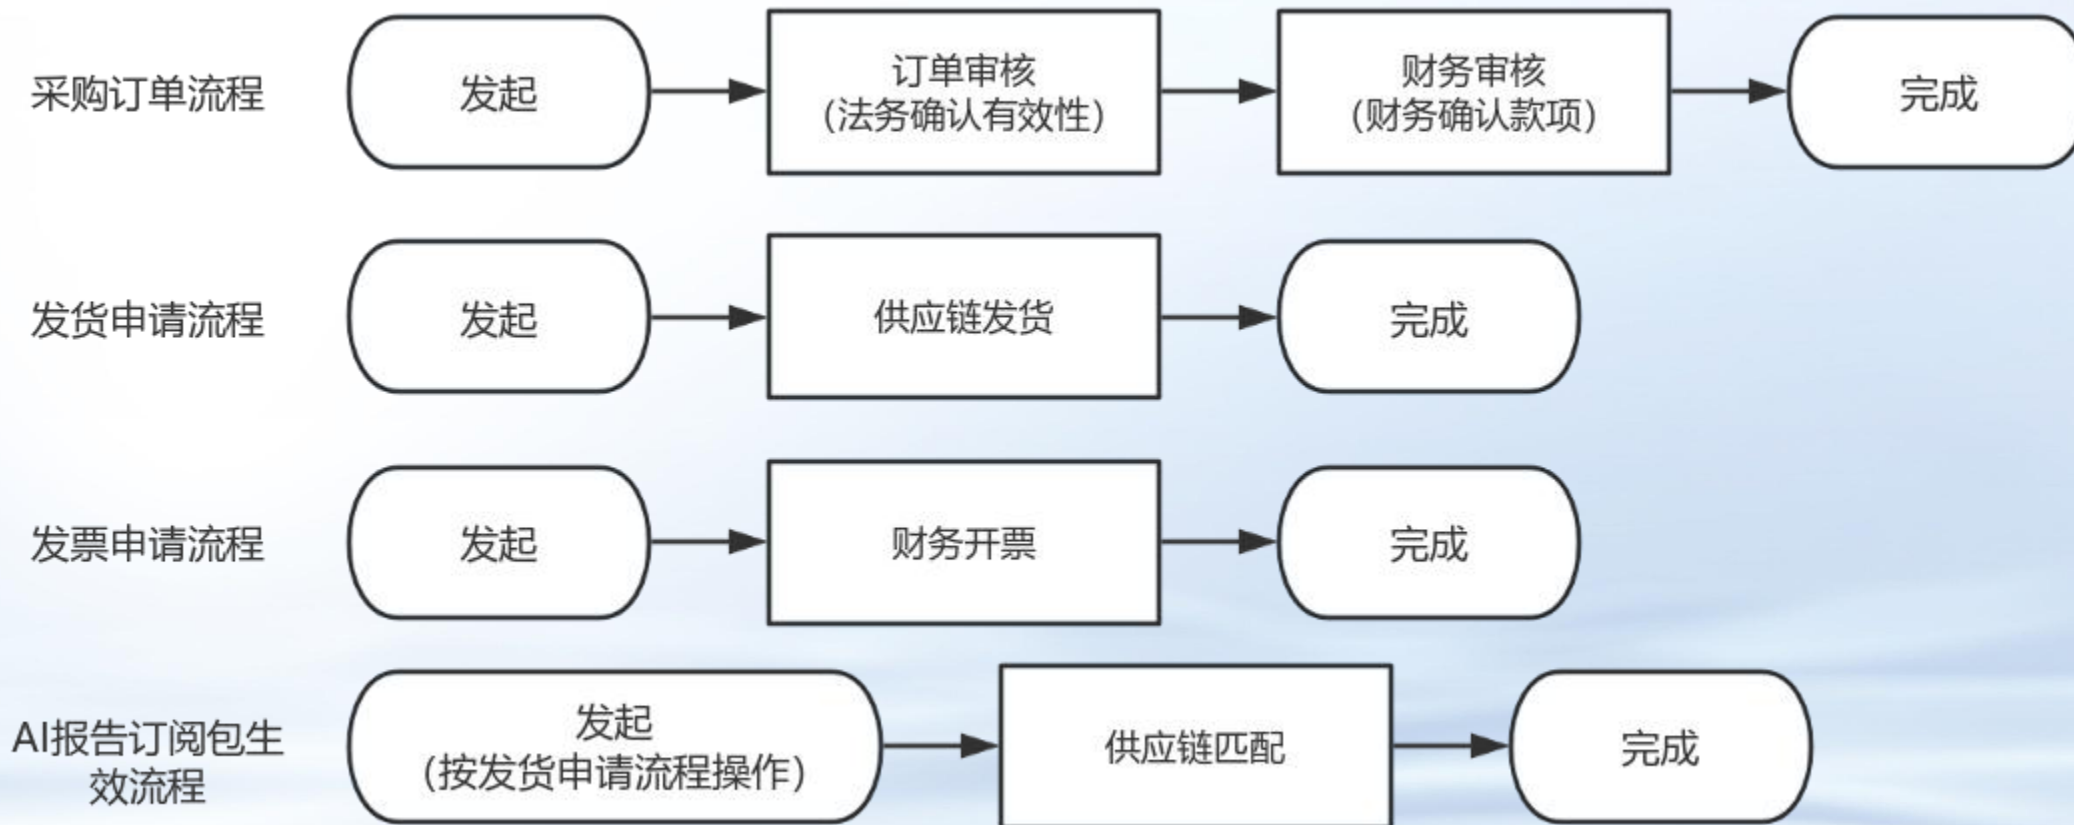 采购订单流程
发起
订单审核
（法务确认有效性）
财务审核
（财务确认款项）
完成
发货申请流程
发起
供应链发货
完成
发票申请流程
发起
财务开票
完成
AI报告订阅包生
效流程
发起
（按发货申请流程操作）
供应链匹配
完成